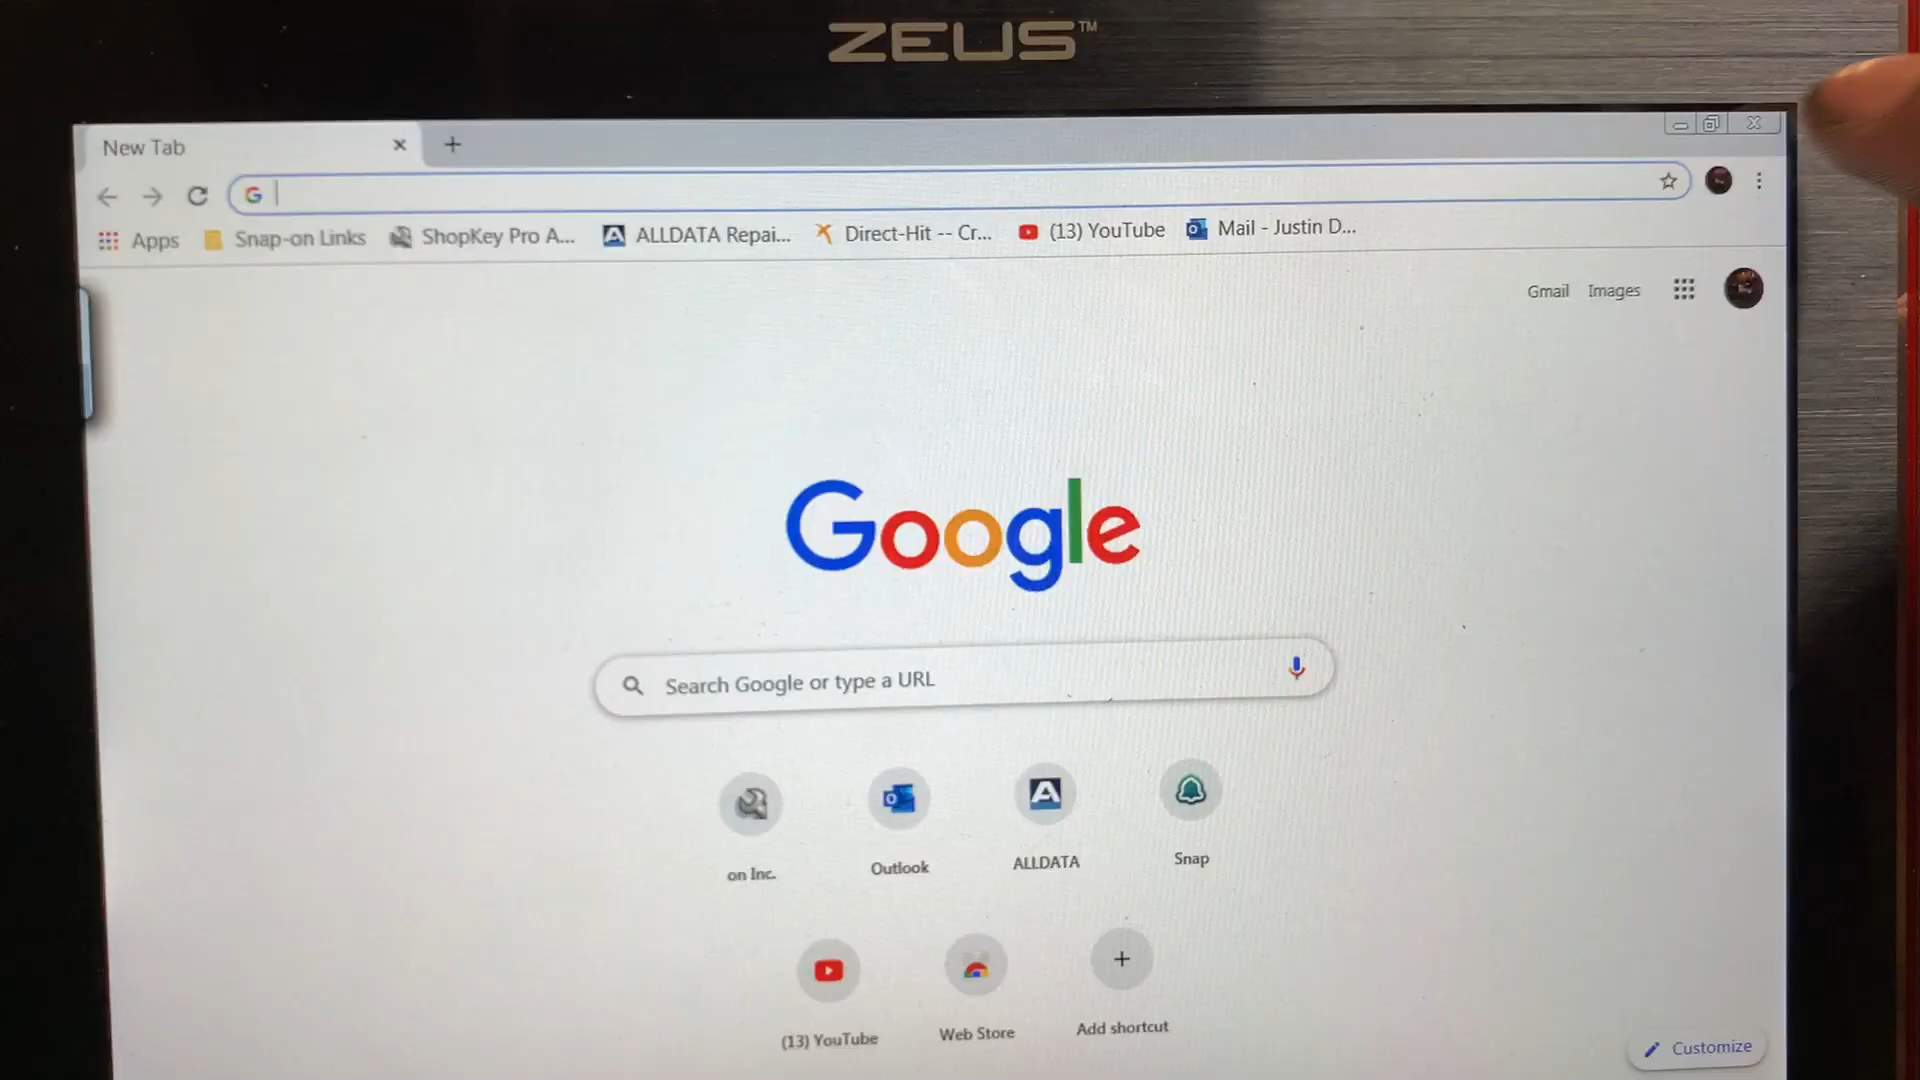 ZEUS™
New Tab
Apps Snap-on Links ShopKey Pro A... ALLDATA Repai... Direct-Hit -- Cr... (13) YouTube Mail - Justin D...
Gmail Images
Google
Search Google or type a URL
on Inc. Outlook ALLDATA Snap
(13) YouTube Web Store Add shortcut
Customize